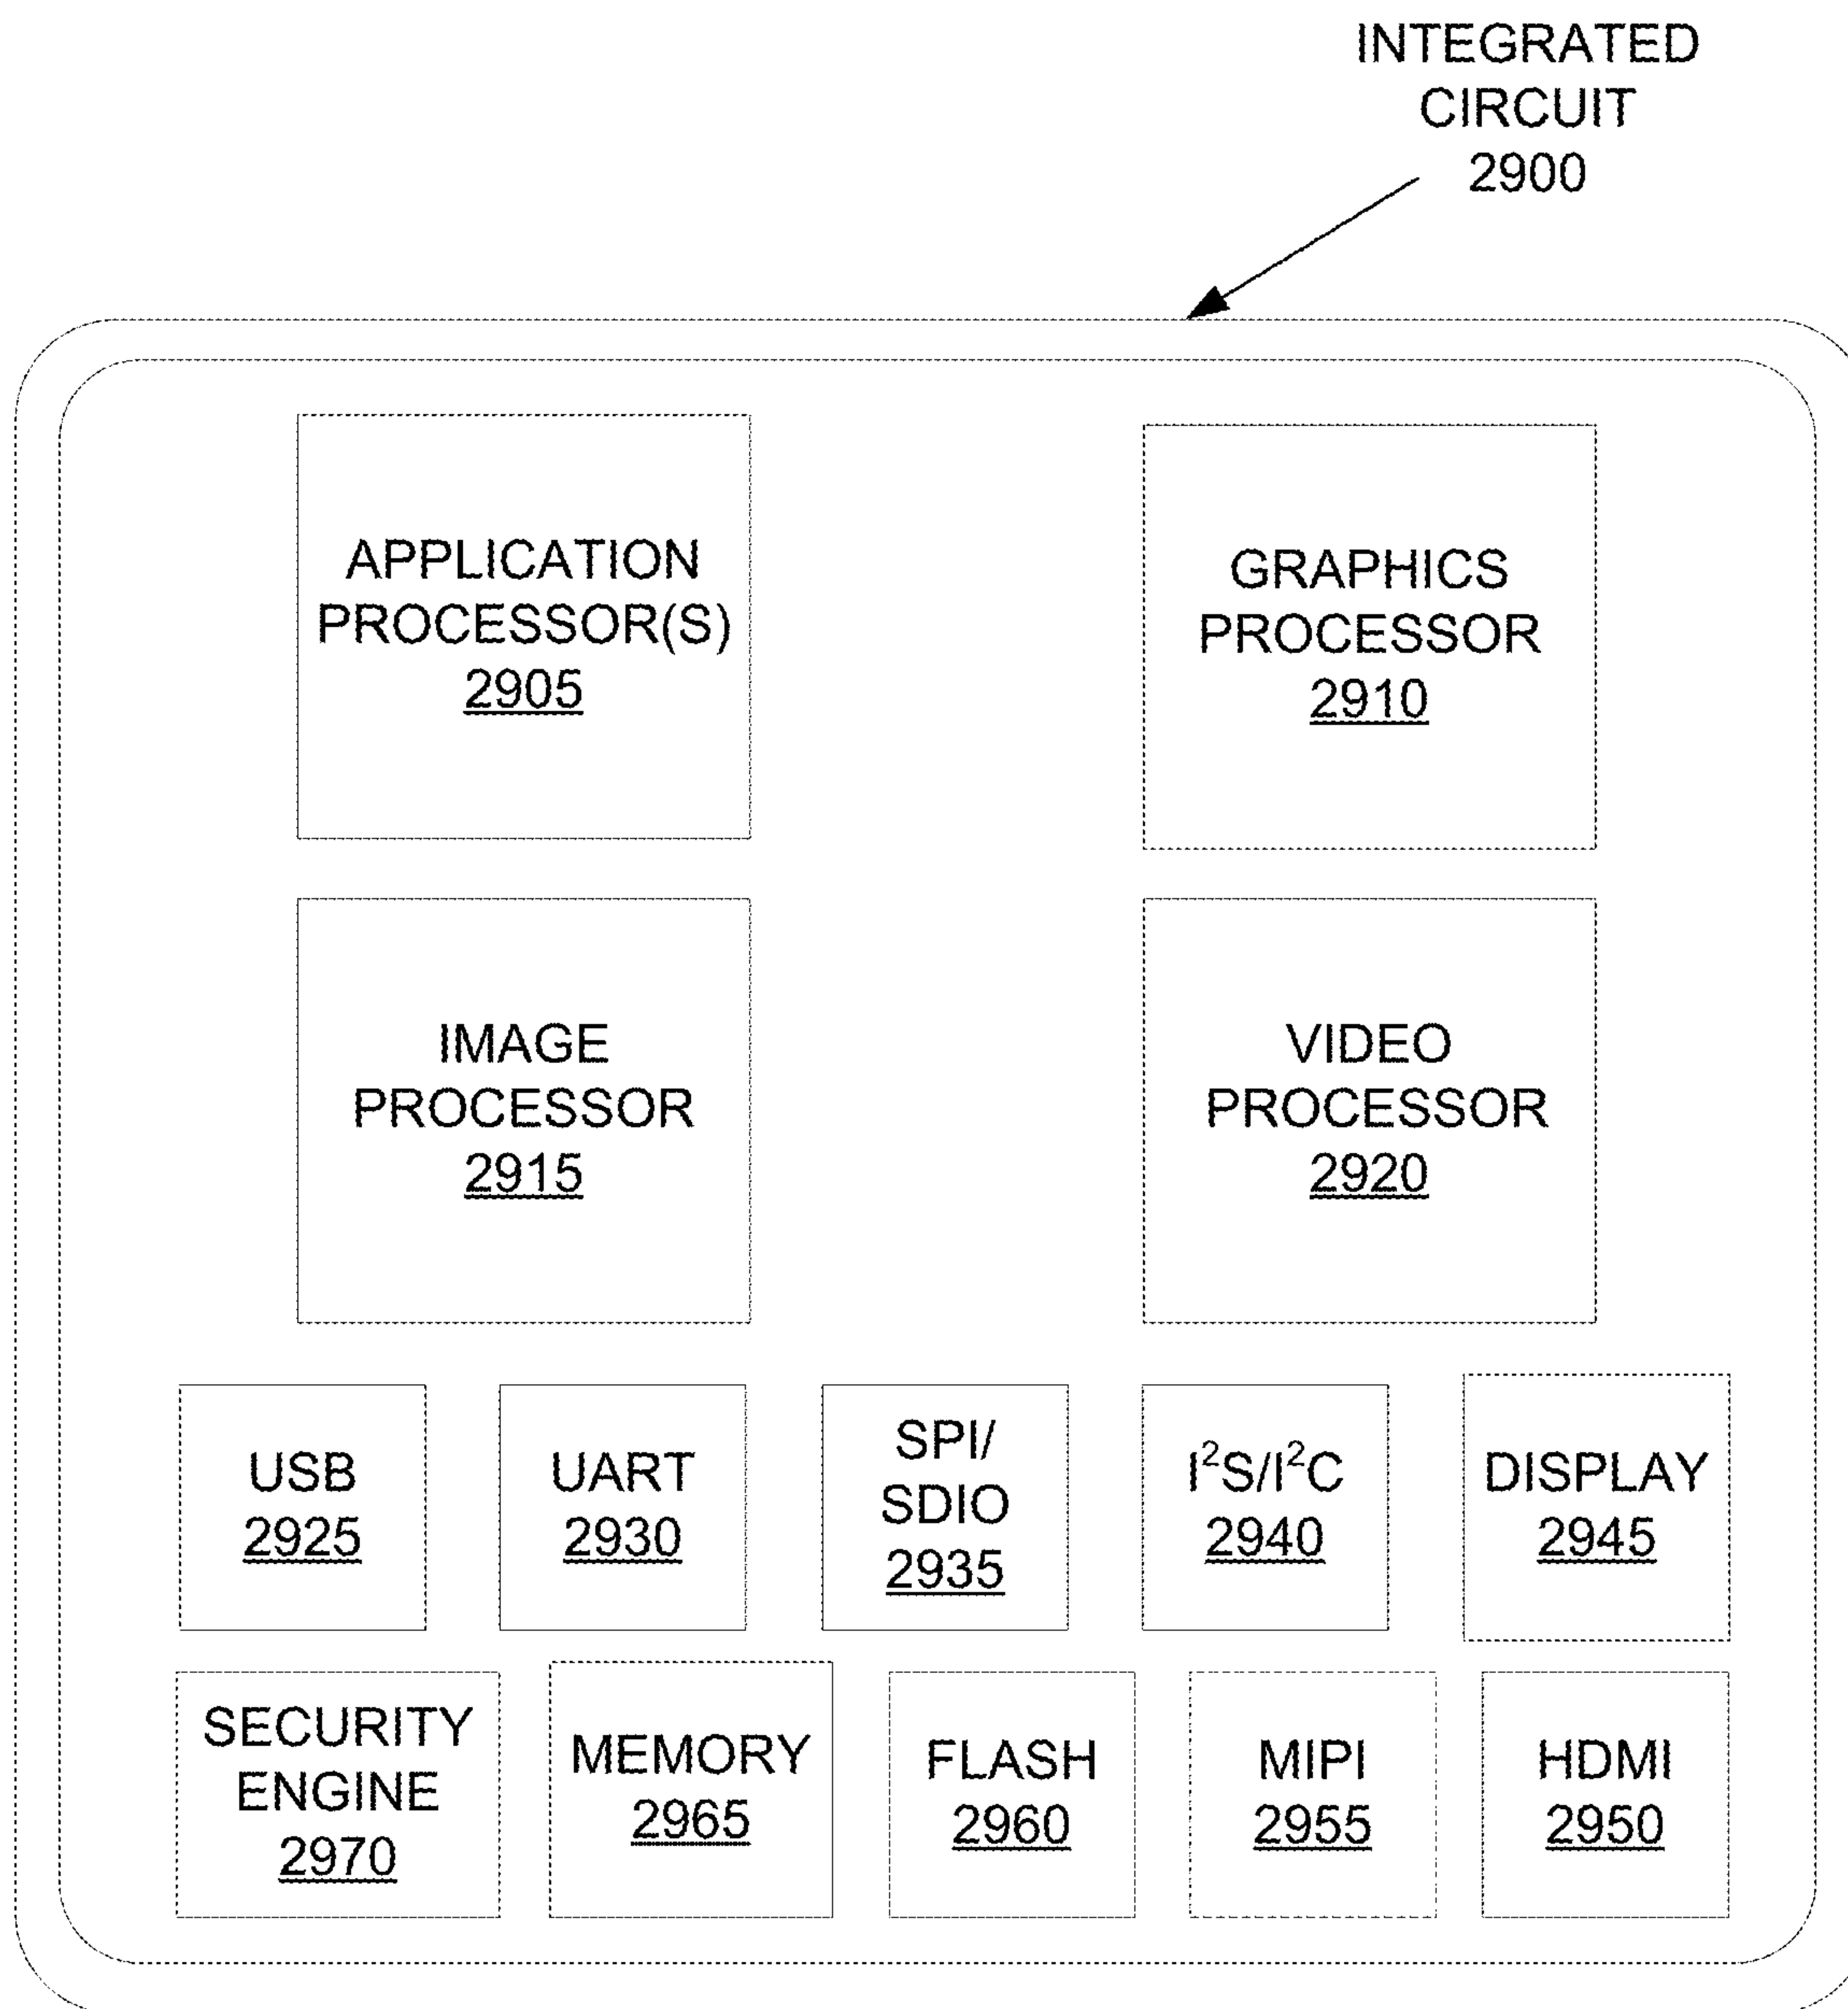 INTEGRATED
CIRCUIT
2900
APPLICATION
PROCESSOR(S)
2905
GRAPHICS
PROCESSOR
2910
IMAGE
PROCESSOR
2915
VIDEO
PROCESSOR
2920
USB
2925
UART
2930
SPI/
SDIO
2935
I²S/I²C
2940
DISPLAY
2945
SECURITY
ENGINE
2970
MEMORY
2965
FLASH
2960
MIPI
2955
HDMI
2950